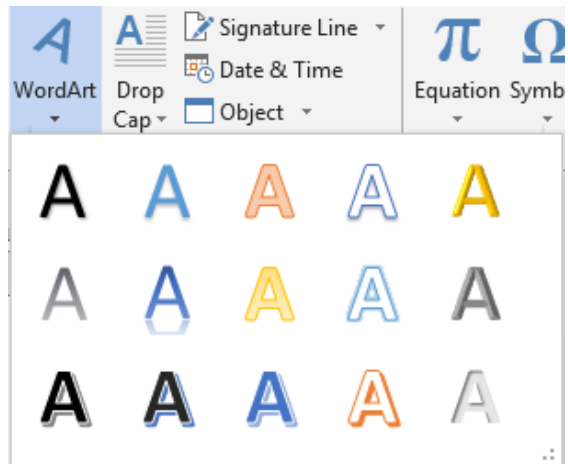 WordArt
Drop
Cap
Signature Line
Date & Time
Object
π
Equation
Ω
Symb
A A A A A
A A A A A
A A A A A